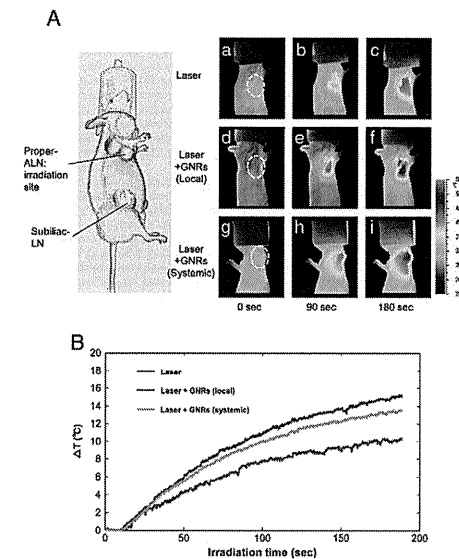 A
a
b
c
Laser
d
e
f
Proper-
ALN:
irradiation
site
Laser
+GNRs
(Local)
g
h
i
Subiliac-
LN
Laser
+GNRs
(Systemic)
0 sec
90 sec
180 sec
B
20
18
16
14
12
10
8
6
4
2
0
ΔT (°C)
Laser
Laser + GNRs (local)
Laser + GNRs (systemic)
0
50
100
150
200
Irradiation time (sec)